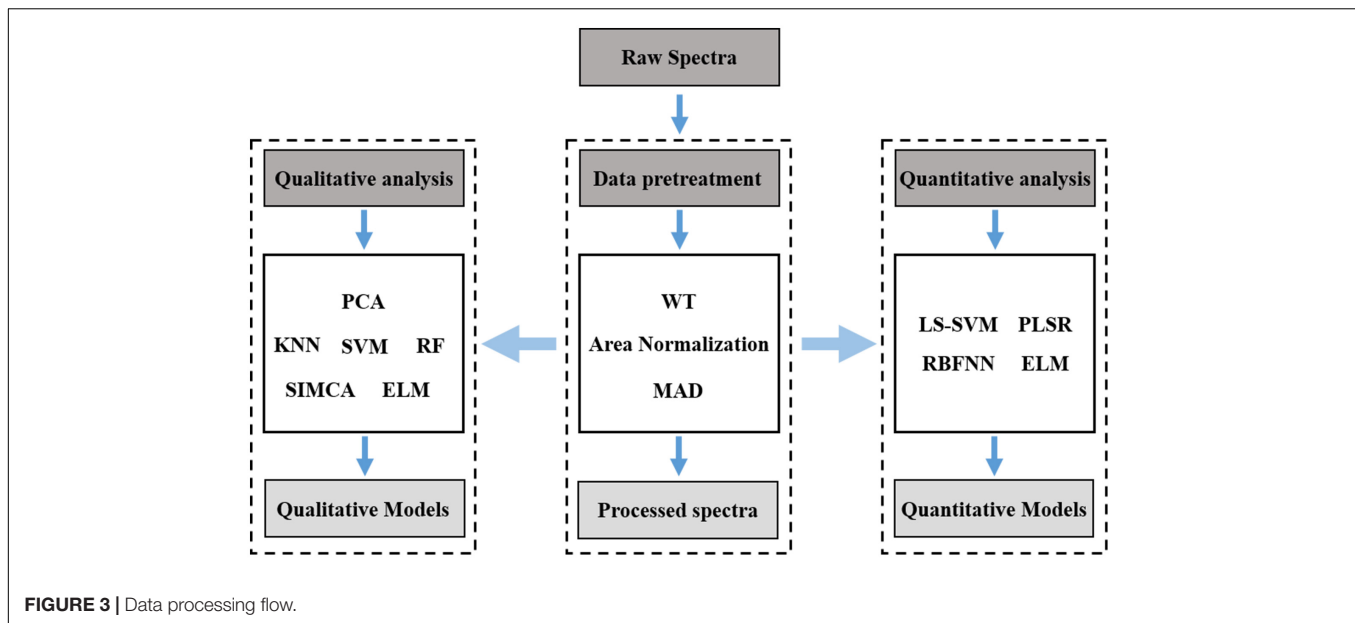 Raw Spectra
Qualitative analysis
PCA
KNN SVM RF
SIMCA ELM
Qualitative Models
Data pretreatment
WT
Area Normalization
MAD
Processed spectra
Quantitative analysis
LS-SVM PLSR
RBFNN ELM
Quantitative Models
FIGURE 3 | Data processing flow.